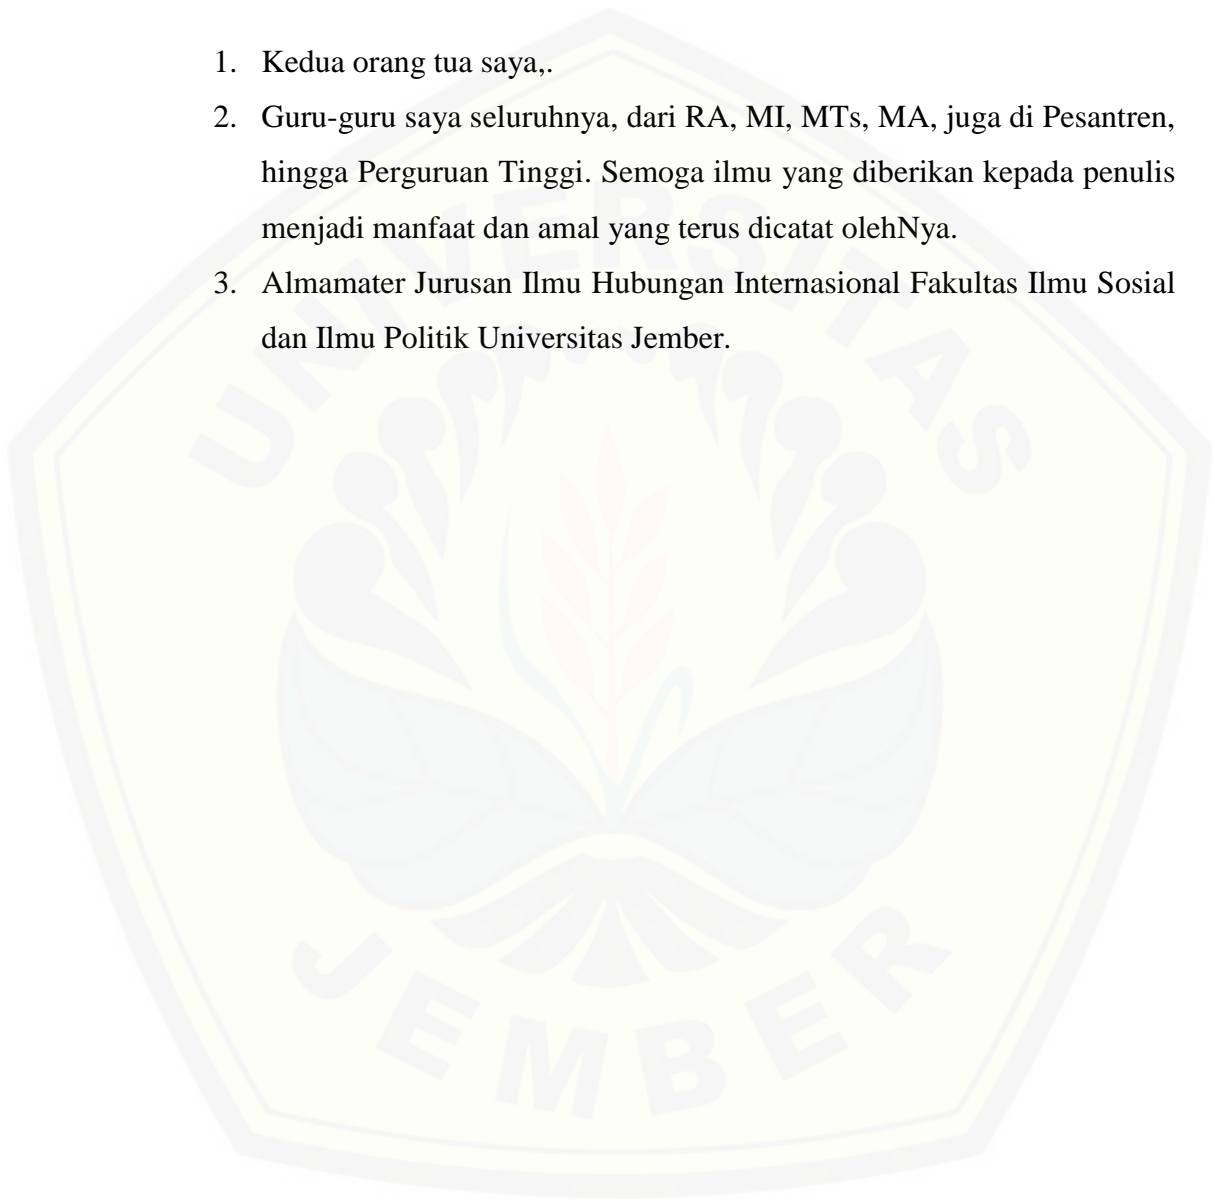 1. Kedua orang tua saya,.
2. Guru-guru saya seluruhnya, dari RA, MI, MTs, MA, juga di Pesantren,
hingga Perguruan Tinggi. Semoga ilmu yang diberikan kepada penulis
menjadi manfaat dan amal yang terus dicatat olehNya.
3. Almamater Jurusan Ilmu Hubungan Internasional Fakultas Ilmu Sosial
dan Ilmu Politik Universitas Jember.
UNIVERSITAS
JEMBER